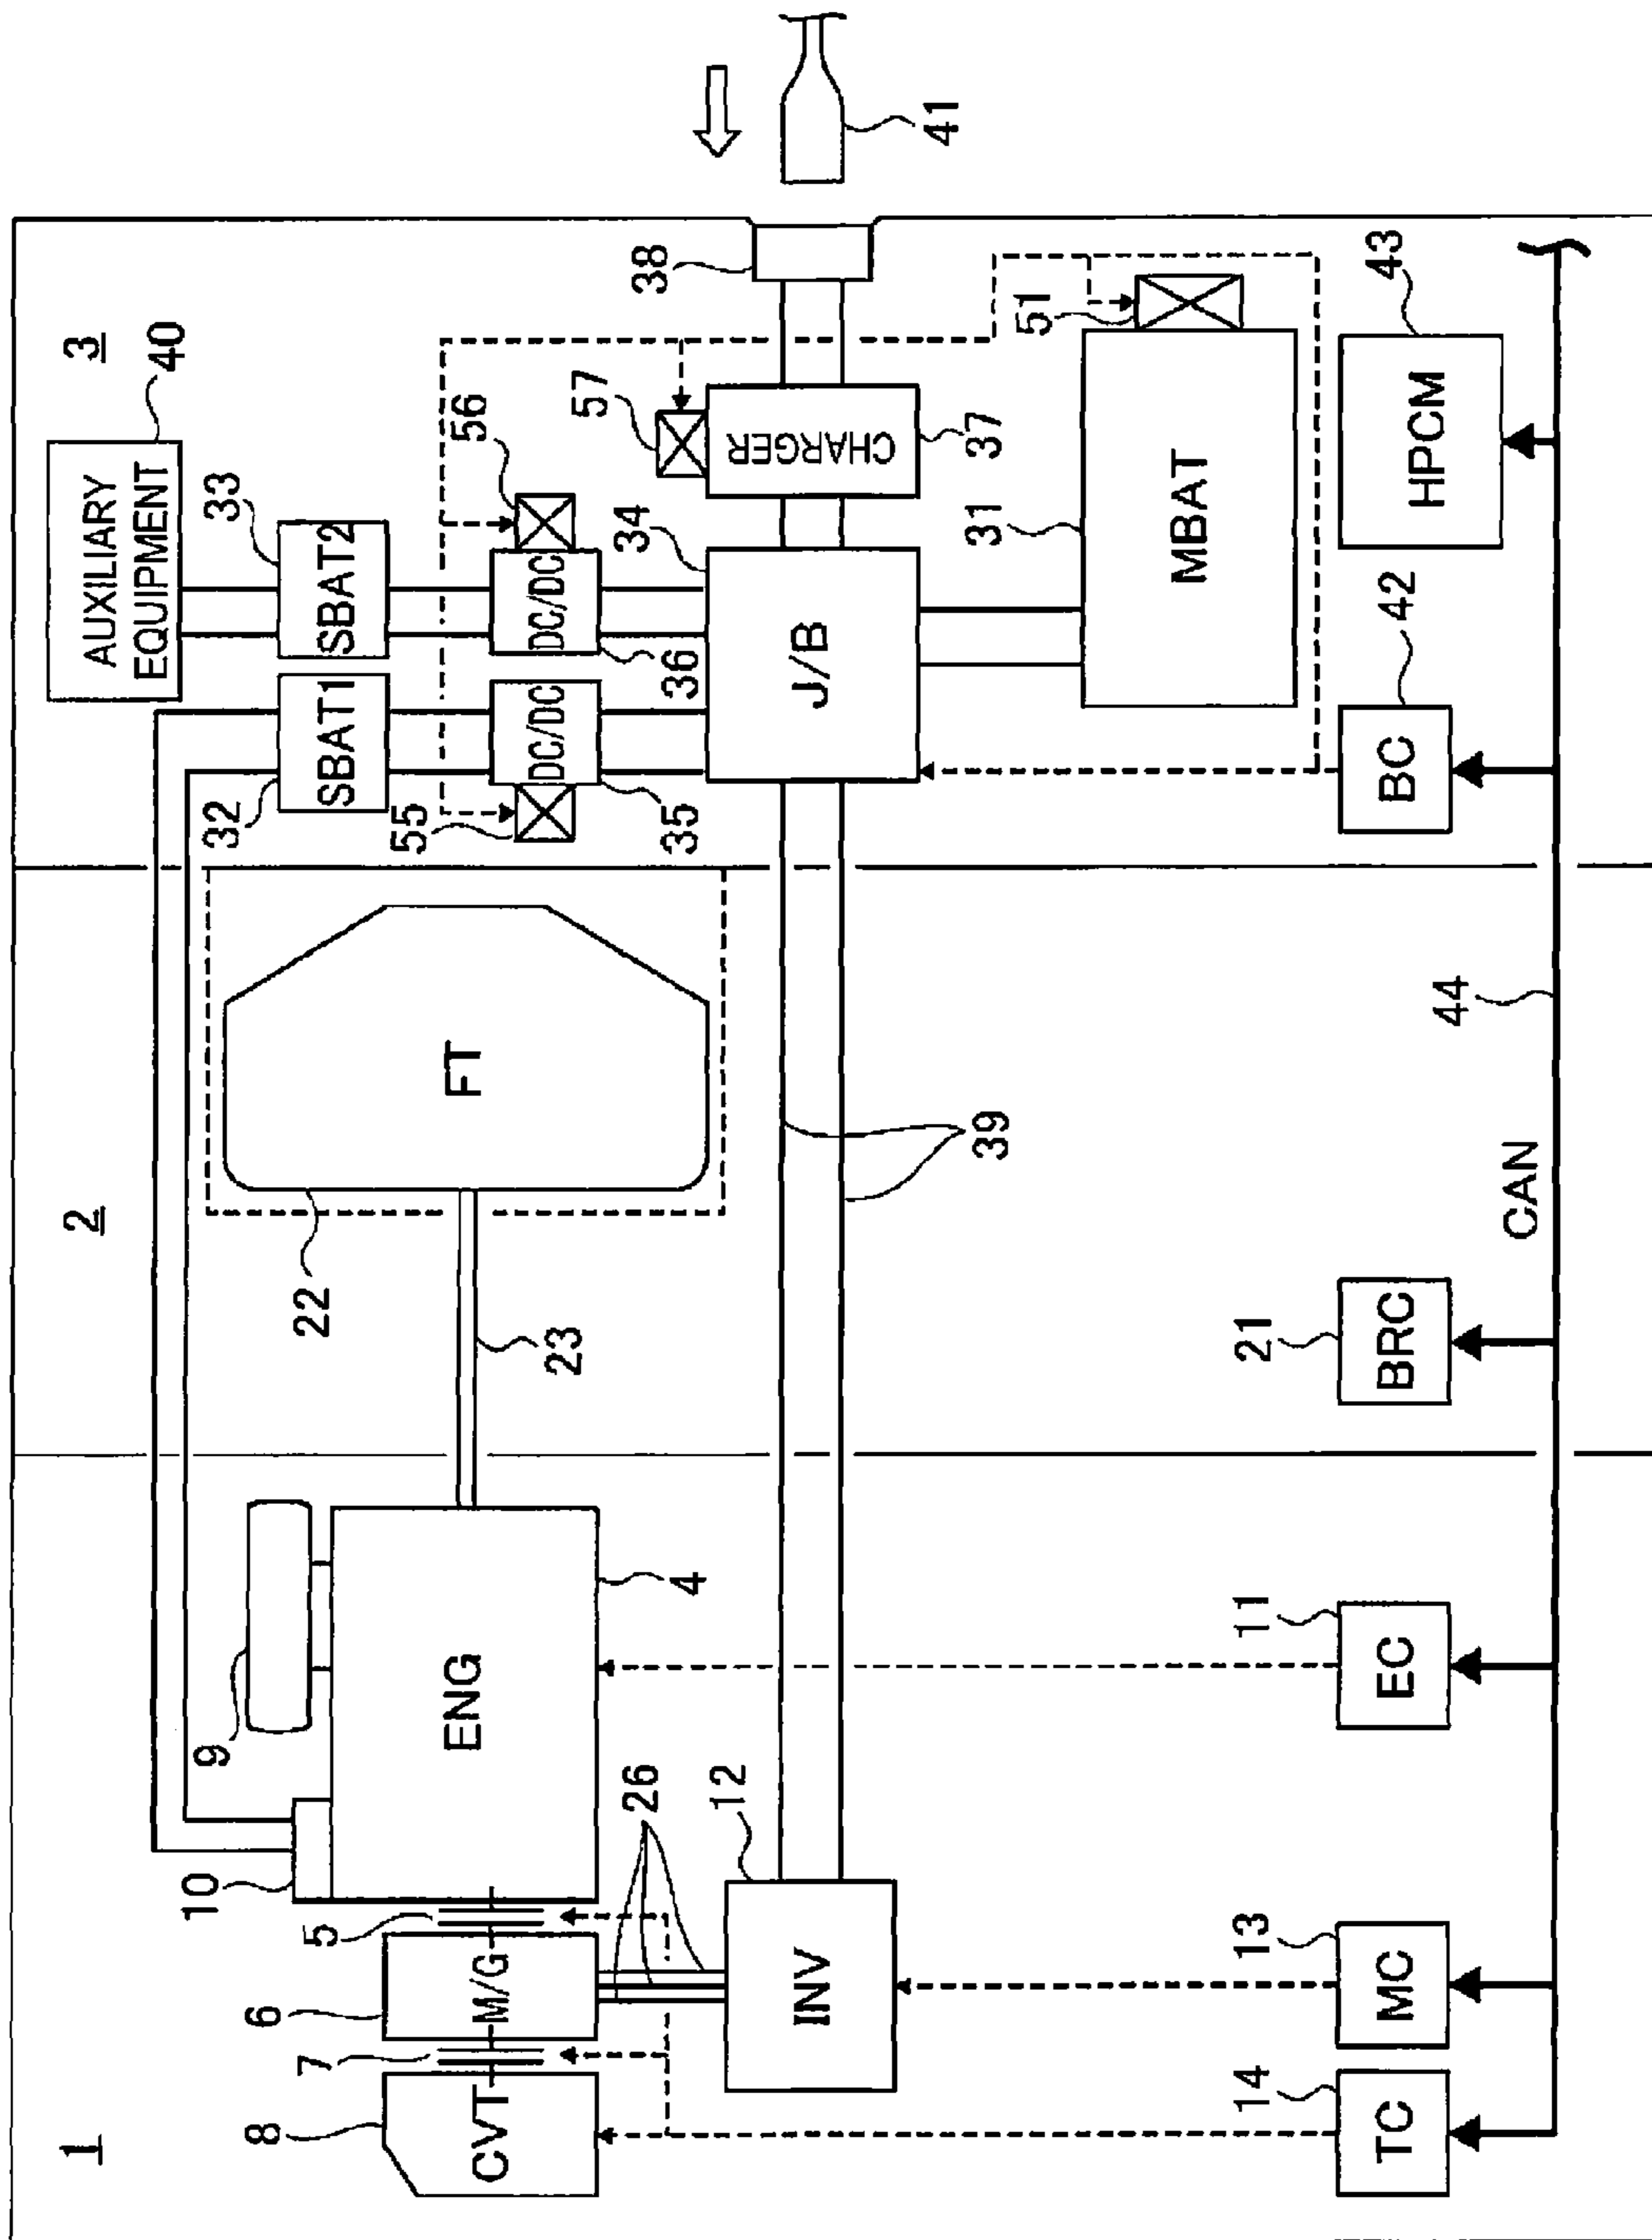 1
2
3
AUXILIARY
EQUIPMENT
40
SBAT1
SBAT2
32
33
9
10
55
56
57
DC/DC
DC/DC
35
36
34
22
FT
23
ENG
4
5
M/G
6
7
CVT
8
26
INV
12
J/B
CHARGER
37
38
41
39
31
MBAT
51
TC
14
MC
13
EC
11
BRC
21
BC
42
HPCM
43
CAN
44